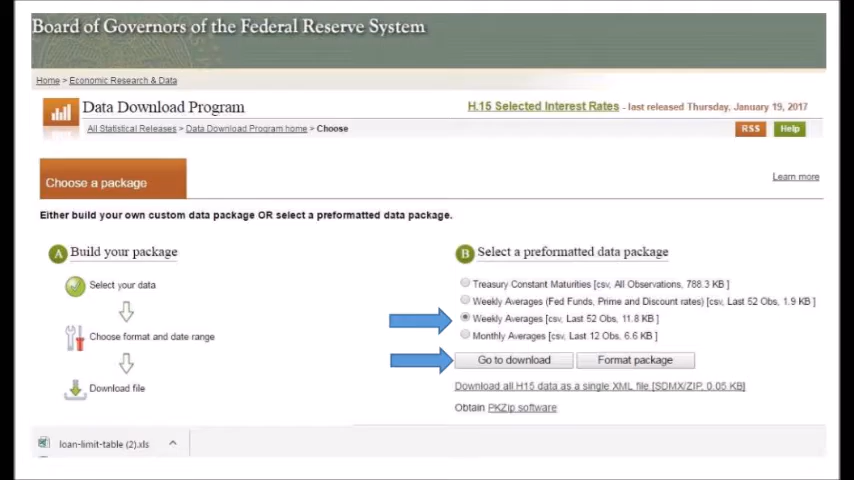 Board of Governors of the Federal Reserve System
Home > Economic Research & Data
Data Download Program
H.15 Selected Interest Rates - last released Thursday, January 19, 2017
All Statistical Releases > Data Download Program home > Choose
RSS
Help
Choose a package
Learn more
Either build your own custom data package OR select a preformatted data package.
A Build your package
Select your data
Choose format and date range
Download file
B Select a preformatted data package
Treasury Constant Maturities [csv, All Observations, 788.3 KB ]
Weekly Averages (Fed Funds, Prime and Discount rates) [csv, Last 52 Obs, 1.9 KB ]
Weekly Averages [csv, Last 52 Obs, 11.8 KB ]
Monthly Averages [csv, Last 12 Obs, 6.6 KB ]
Go to download
Format package
Download all H15 data as a single XML file [SDMX/ZIP, 0.05 KB]
Obtain PKZip software
loan-limit-table (2).xls